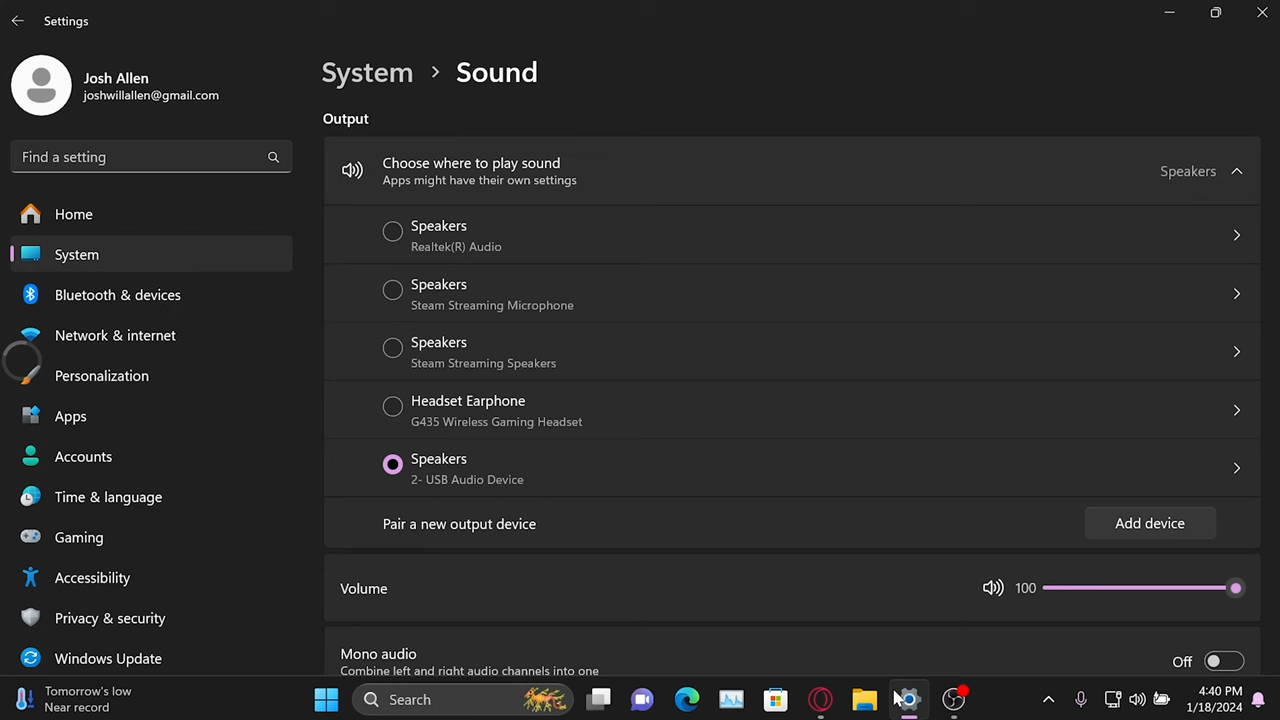 Settings
Josh Allen
joshwillallen@gmail.com
Find a setting
Home
System
Bluetooth & devices
Network & internet
Personalization
Apps
Accounts
Time & language
Gaming
Accessibility
Privacy & security
Windows Update
System > Sound
Output
Choose where to play sound
Apps might have their own settings
Speakers
Speakers
Realtek(R) Audio
Speakers
Steam Streaming Microphone
Speakers
Steam Streaming Speakers
Headset Earphone
G435 Wireless Gaming Headset
Speakers
2- USB Audio Device
Pair a new output device
Add device
Volume
100
Mono audio
Combine left and right audio channels into one
Off
Tomorrow's low
Near record
Search
4:40 PM
1/18/2024